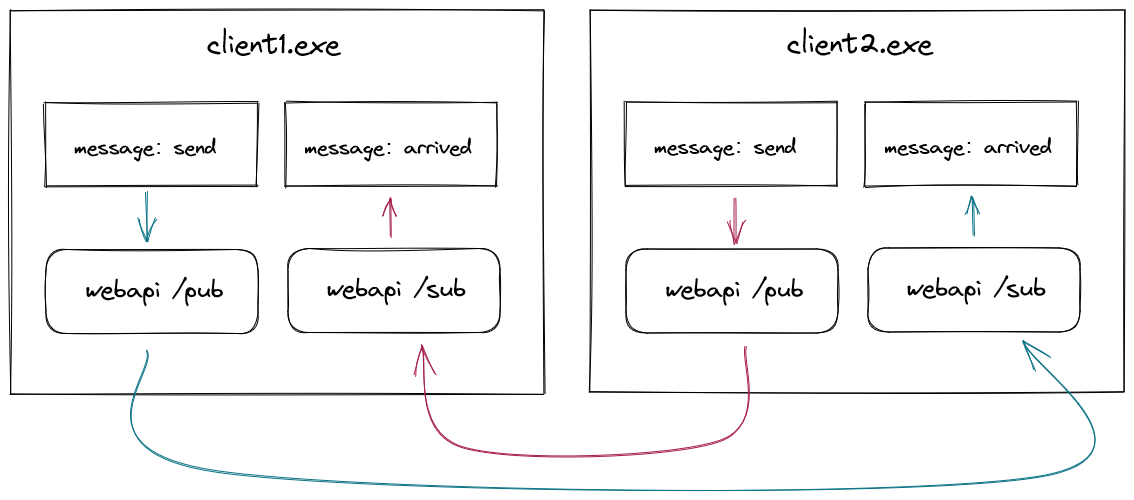 client1.exe
message: send
message: arrived
webapi /pub
webapi /sub
client2.exe
message: send
message: arrived
webapi /pub
webapi /sub